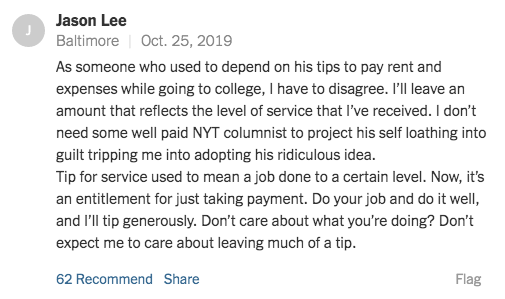 J
Jason Lee
Baltimore | Oct. 25, 2019
As someone who used to depend on his tips to pay rent and
expenses while going to college, I have to disagree. I’ll leave an
amount that reflects the level of service that I’ve received. I don’t
need some well paid NYT columnist to project his self loathing into
guilt tripping me into adopting his ridiculous idea.
Tip for service used to mean a job done to a certain level. Now, it’s
an entitlement for just taking payment. Do your job and do it well,
and I’ll tip generously. Don’t care about what you’re doing? Don’t
expect me to care about leaving much of a tip.
62 Recommend Share Flag